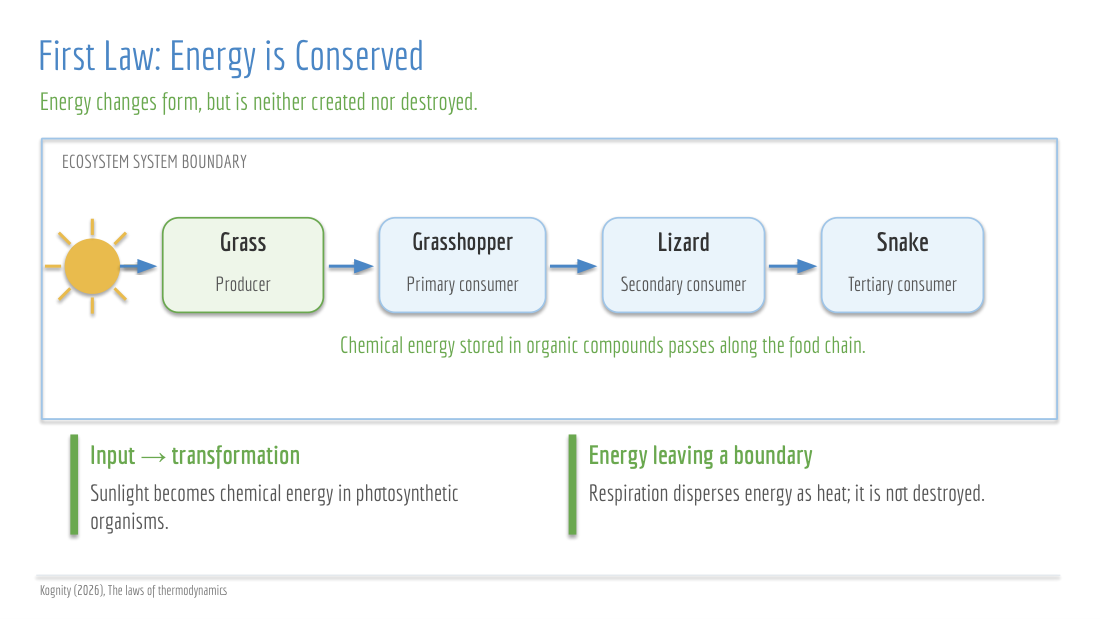 First Law: Energy is Conserved
Energy changes form, but is neither created nor destroyed.
ECOSYSTEM SYSTEM BOUNDARY
Grass
Producer
Grasshopper
Primary consumer
Lizard
Secondary consumer
Snake
Tertiary consumer
Chemical energy stored in organic compounds passes along the food chain.
Input → transformation
Sunlight becomes chemical energy in photosynthetic
organisms.
Energy leaving a boundary
Respiration disperses energy as heat; it is not destroyed.
Kognity (2026), The laws of thermodynamics